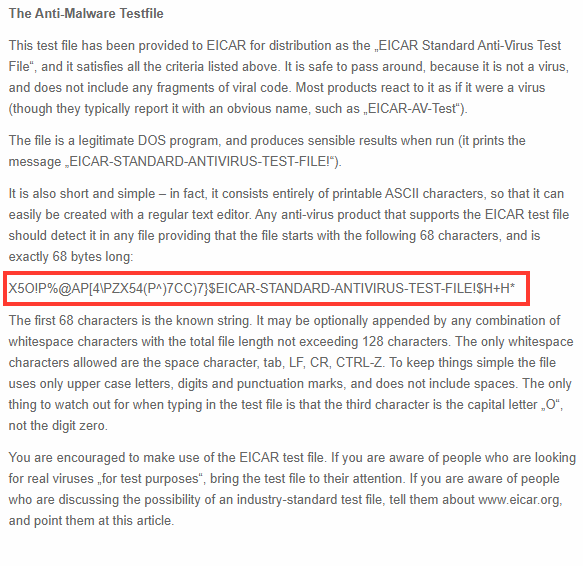 The Anti-Malware Testfile
This test file has been provided to EICAR for distribution as the „EICAR Standard Anti-Virus Test
File“, and it satisfies all the criteria listed above. It is safe to pass around, because it is not a virus,
and does not include any fragments of viral code. Most products react to it as if it were a virus
(though they typically report it with an obvious name, such as „EICAR-AV-Test“).
The file is a legitimate DOS program, and produces sensible results when run (it prints the
message „EICAR-STANDARD-ANTIVIRUS-TEST-FILE!“).
It is also short and simple – in fact, it consists entirely of printable ASCII characters, so that it can
easily be created with a regular text editor. Any anti-virus product that supports the EICAR test file
should detect it in any file providing that the file starts with the following 68 characters, and is
exactly 68 bytes long:
X5O!P%@AP[4\PZX54(P^)7CC)7}$EICAR-STANDARD-ANTIVIRUS-TEST-FILE!$H+H*
The first 68 characters is the known string. It may be optionally appended by any combination of
whitespace characters with the total file length not exceeding 128 characters. The only whitespace
characters allowed are the space character, tab, LF, CR, CTRL-Z. To keep things simple the file
uses only upper case letters, digits and punctuation marks, and does not include spaces. The only
thing to watch out for when typing in the test file is that the third character is the capital letter „O“,
not the digit zero.
You are encouraged to make use of the EICAR test file. If you are aware of people who are looking
for real viruses „for test purposes“, bring the test file to their attention. If you are aware of people
who are discussing the possibility of an industry-standard test file, tell them about www.eicar.org,
and point them at this article.